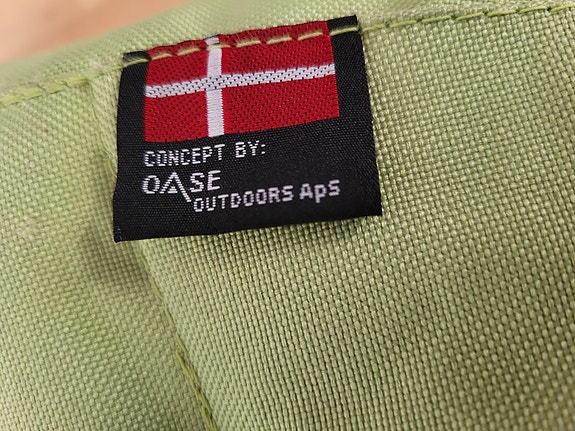 CONCEPT BY:
OASE
OUTDOORS ApS